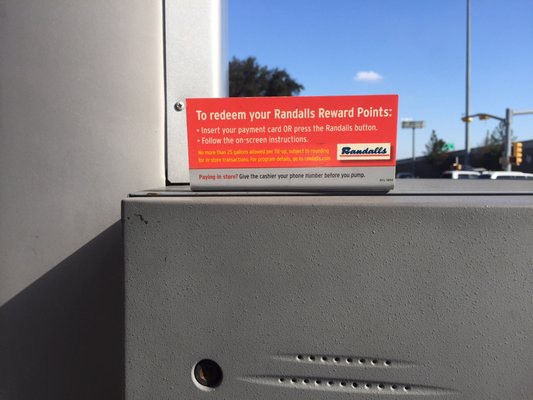 To redeem your Randalls Reward Points:
• Insert your payment card OR press the Randalls button.
• Follow the on-screen instructions.
No more than 25 gallons allowed per fill-up, subject to rounding
for in-store transactions. For program details, go to randalls.com
Randalls
Paying in store? Give the cashier your phone number before you pump.